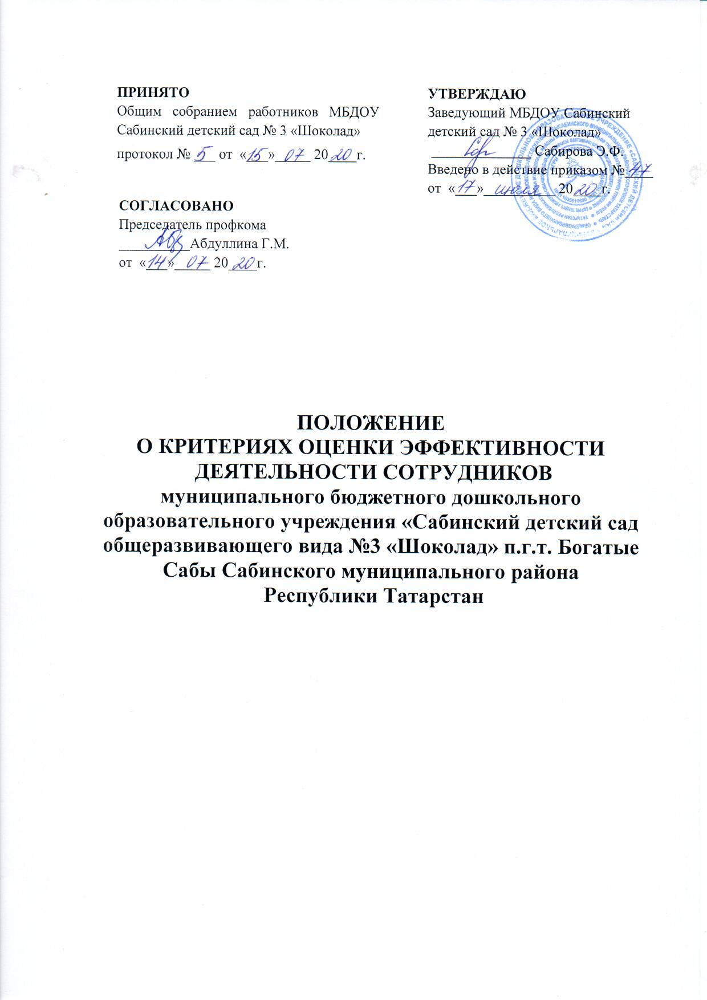 ПРИНЯТО
Общим собранием работников МБДОУ
Сабинский детский сад № 3 «Шоколад»
протокол № 5 от «15» 07 2020г.
СОГЛАСОВАНО
Председатель профкома
Абдуллина Г.М.
от «14» 07 2020г.
УТВЕРЖДАЮ
Заведующий МБДОУ Сабинский
детский сад № 3 «Шоколад»
Сабирова Э.Ф.
Введено в действие приказом № 47
от «17» июля 2020г.
ПОЛОЖЕНИЕ
О КРИТЕРИЯХ ОЦЕНКИ ЭФФЕКТИВНОСТИ
ДЕЯТЕЛЬНОСТИ СОТРУДНИКОВ
муниципального бюджетного дошкольного
образовательного учреждения «Сабинский детский сад
общеразвивающего вида №3 «Шоколад» п.г.т. Богатые
Сабы Сабинского муниципального района
Республики Татарстан